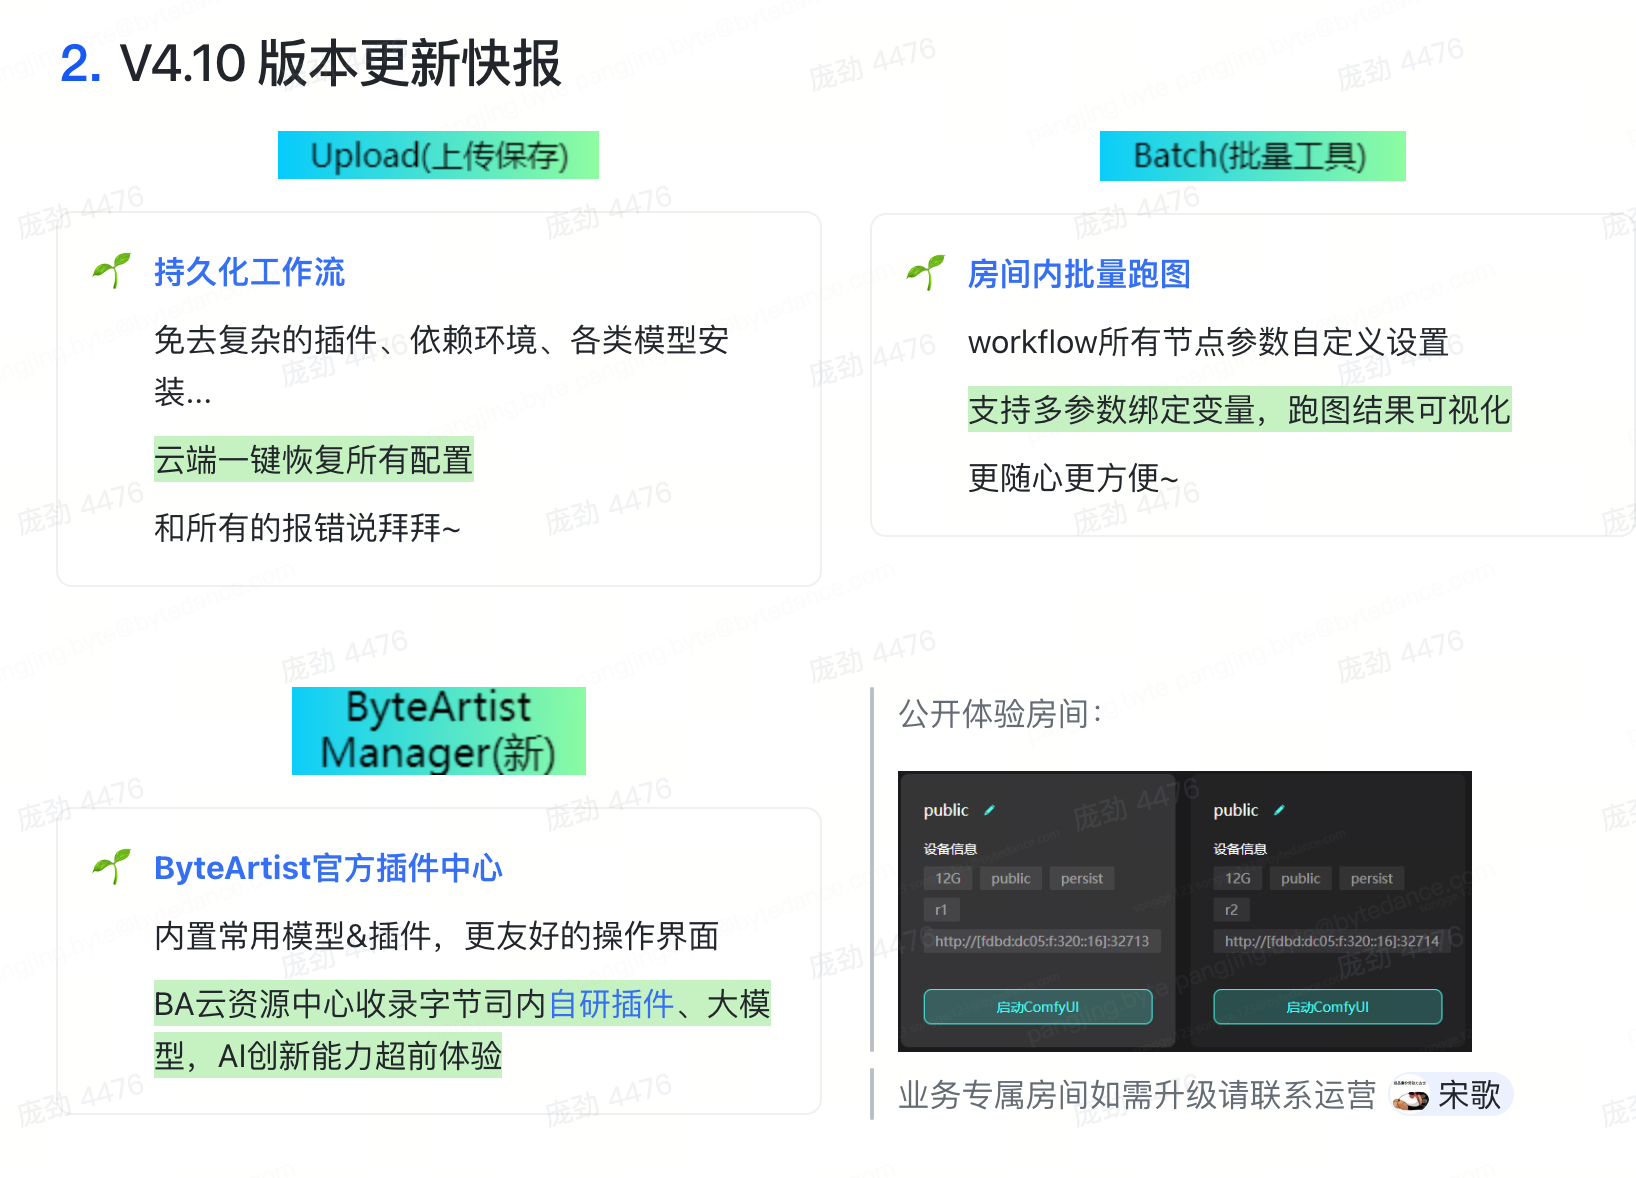 2. V4.10 版本更新快报
Upload(上传保存)
持久化工作流
免去复杂的插件、依赖环境、各类模型安
装...
云端一键恢复所有配置
和所有的报错说拜拜~
Batch(批量工具)
房间内批量跑图
workflow所有节点参数自定义设置
支持多参数绑定变量，跑图结果可视化
更随心更方便~
ByteArtist
Manager(新)
ByteArtist官方插件中心
内置常用模型&插件，更友好的操作界面
BA云资源中心收录字节司内自研插件、大模
型，AI创新能力超前体验
公开体验房间：
public
设备信息
12G public persist
r1
http://[fdbd:dc05:f:320::16]:32713
启动ComfyUI
public
设备信息
12G public persist
r2
http://[fdbd:dc05:f:320::16]:32714
启动ComfyUI
业务专属房间如需升级请联系运营 宋歌
庞劲 4476
pangjing.byte@bytedance.com